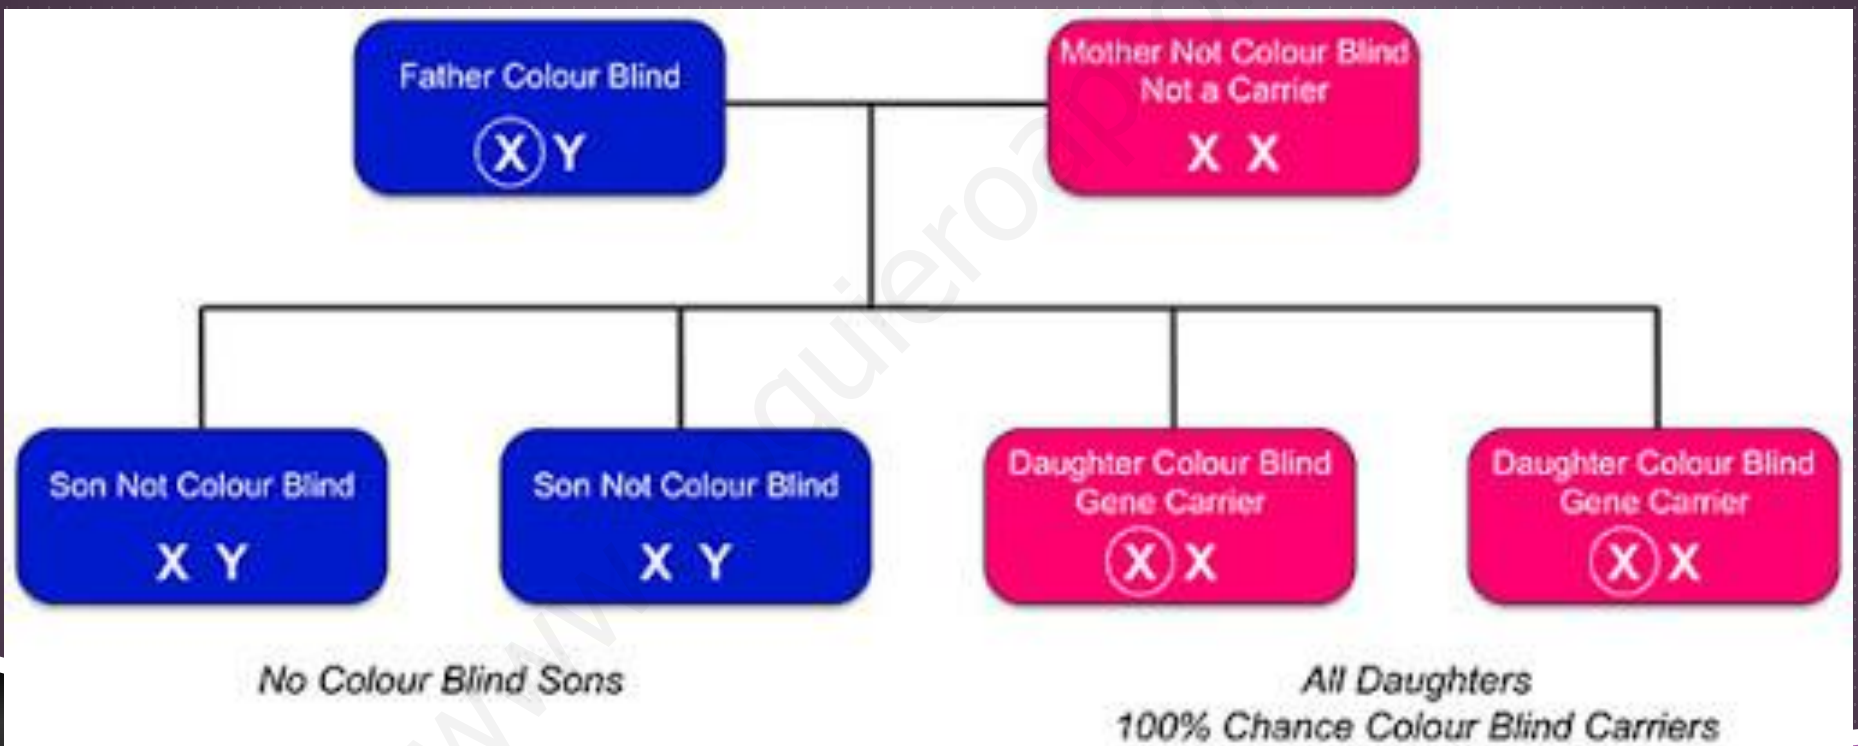 Father Colour Blind
X Y
Mother Not Colour Blind
Not a Carrier
X X
Son Not Colour Blind
X Y
Son Not Colour Blind
X Y
Daughter Colour Blind
Gene Carrier
X X
Daughter Colour Blind
Gene Carrier
X X
No Colour Blind Sons
All Daughters
100% Chance Colour Blind Carriers